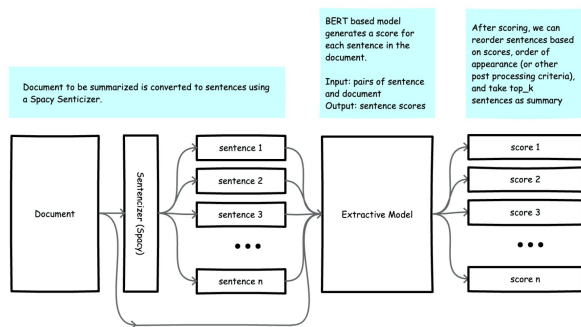 BERT based model
generates a score for
each sentence in the
document.
Input: pairs of sentence
and document
Output: sentence scores
After scoring, we can
reorder sentences based
on scores, order of
appearance (or other
post processing criteria),
and take top_k
sentences as summary
Document to be summarized is converted to sentences using
a Spacy Senticizer.
Document
Sentencizer (Spacy)
sentence 1
sentence 2
sentence 3
sentence n
Extractive Model
score 1
score 2
score 3
score n